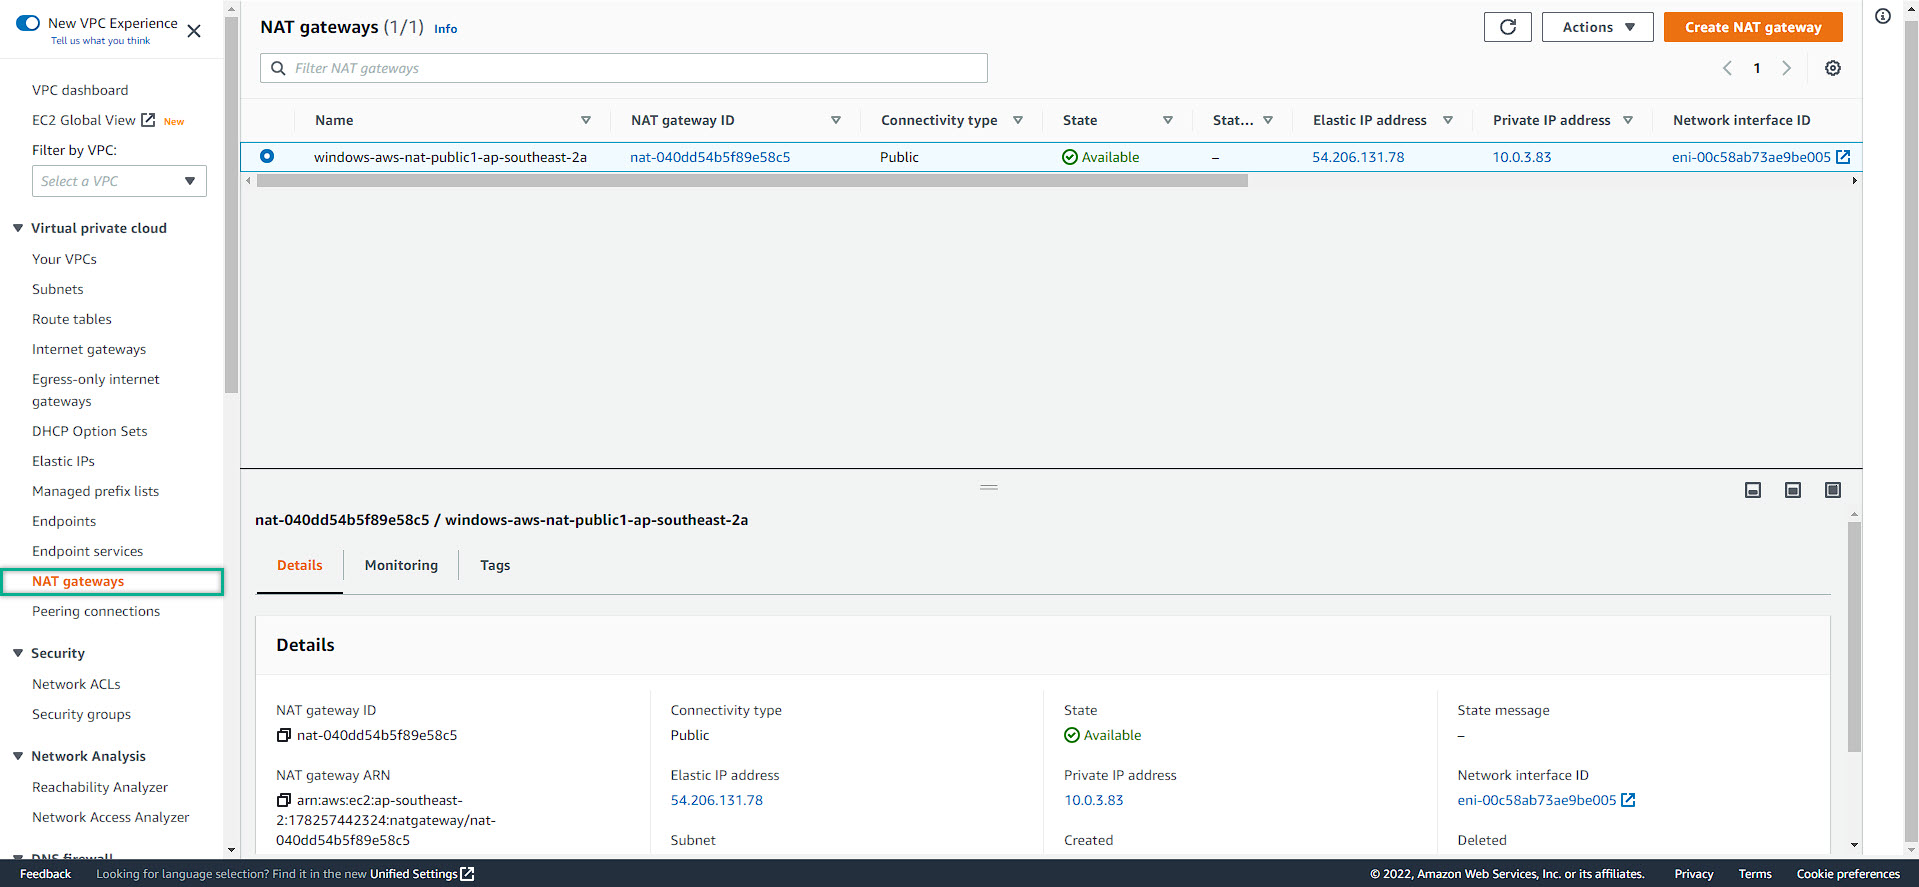 New VPC Experience
Tell us what you think
VPC dashboard
EC2 Global View New
Filter by VPC:
Select a VPC
Virtual private cloud
Your VPCs
Subnets
Route tables
Internet gateways
Egress-only internet
gateways
DHCP Option Sets
Elastic IPs
Managed prefix lists
Endpoints
Endpoint services
NAT gateways
Peering connections
Security
Network ACLs
Security groups
Network Analysis
Reachability Analyzer
Network Access Analyzer
DNS firewall
NAT gateways (1/1) Info
Actions
Create NAT gateway
Filter NAT gateways
1
Name NAT gateway ID Connectivity type State Stat... Elastic IP address Private IP address Network interface ID
windows-aws-nat-public1-ap-southeast-2a nat-040dd54b5f89e58c5 Public Available – 54.206.131.78 10.0.3.83 eni-00c58ab73ae9be005
nat-040dd54b5f89e58c5 / windows-aws-nat-public1-ap-southeast-2a
Details Monitoring Tags
Details
NAT gateway ID
nat-040dd54b5f89e58c5
Connectivity type
Public
State
Available
State message
–
NAT gateway ARN
arn:aws:ec2:ap-southeast-
2:178257442324:natgateway/nat-
040dd54b5f89e58c5
Elastic IP address
54.206.131.78
Private IP address
10.0.3.83
Network interface ID
eni-00c58ab73ae9be005
Subnet
Created
Deleted
Feedback Looking for language selection? Find it in the new Unified Settings © 2022, Amazon Web Services, Inc. or its affiliates. Privacy Terms Cookie preferences